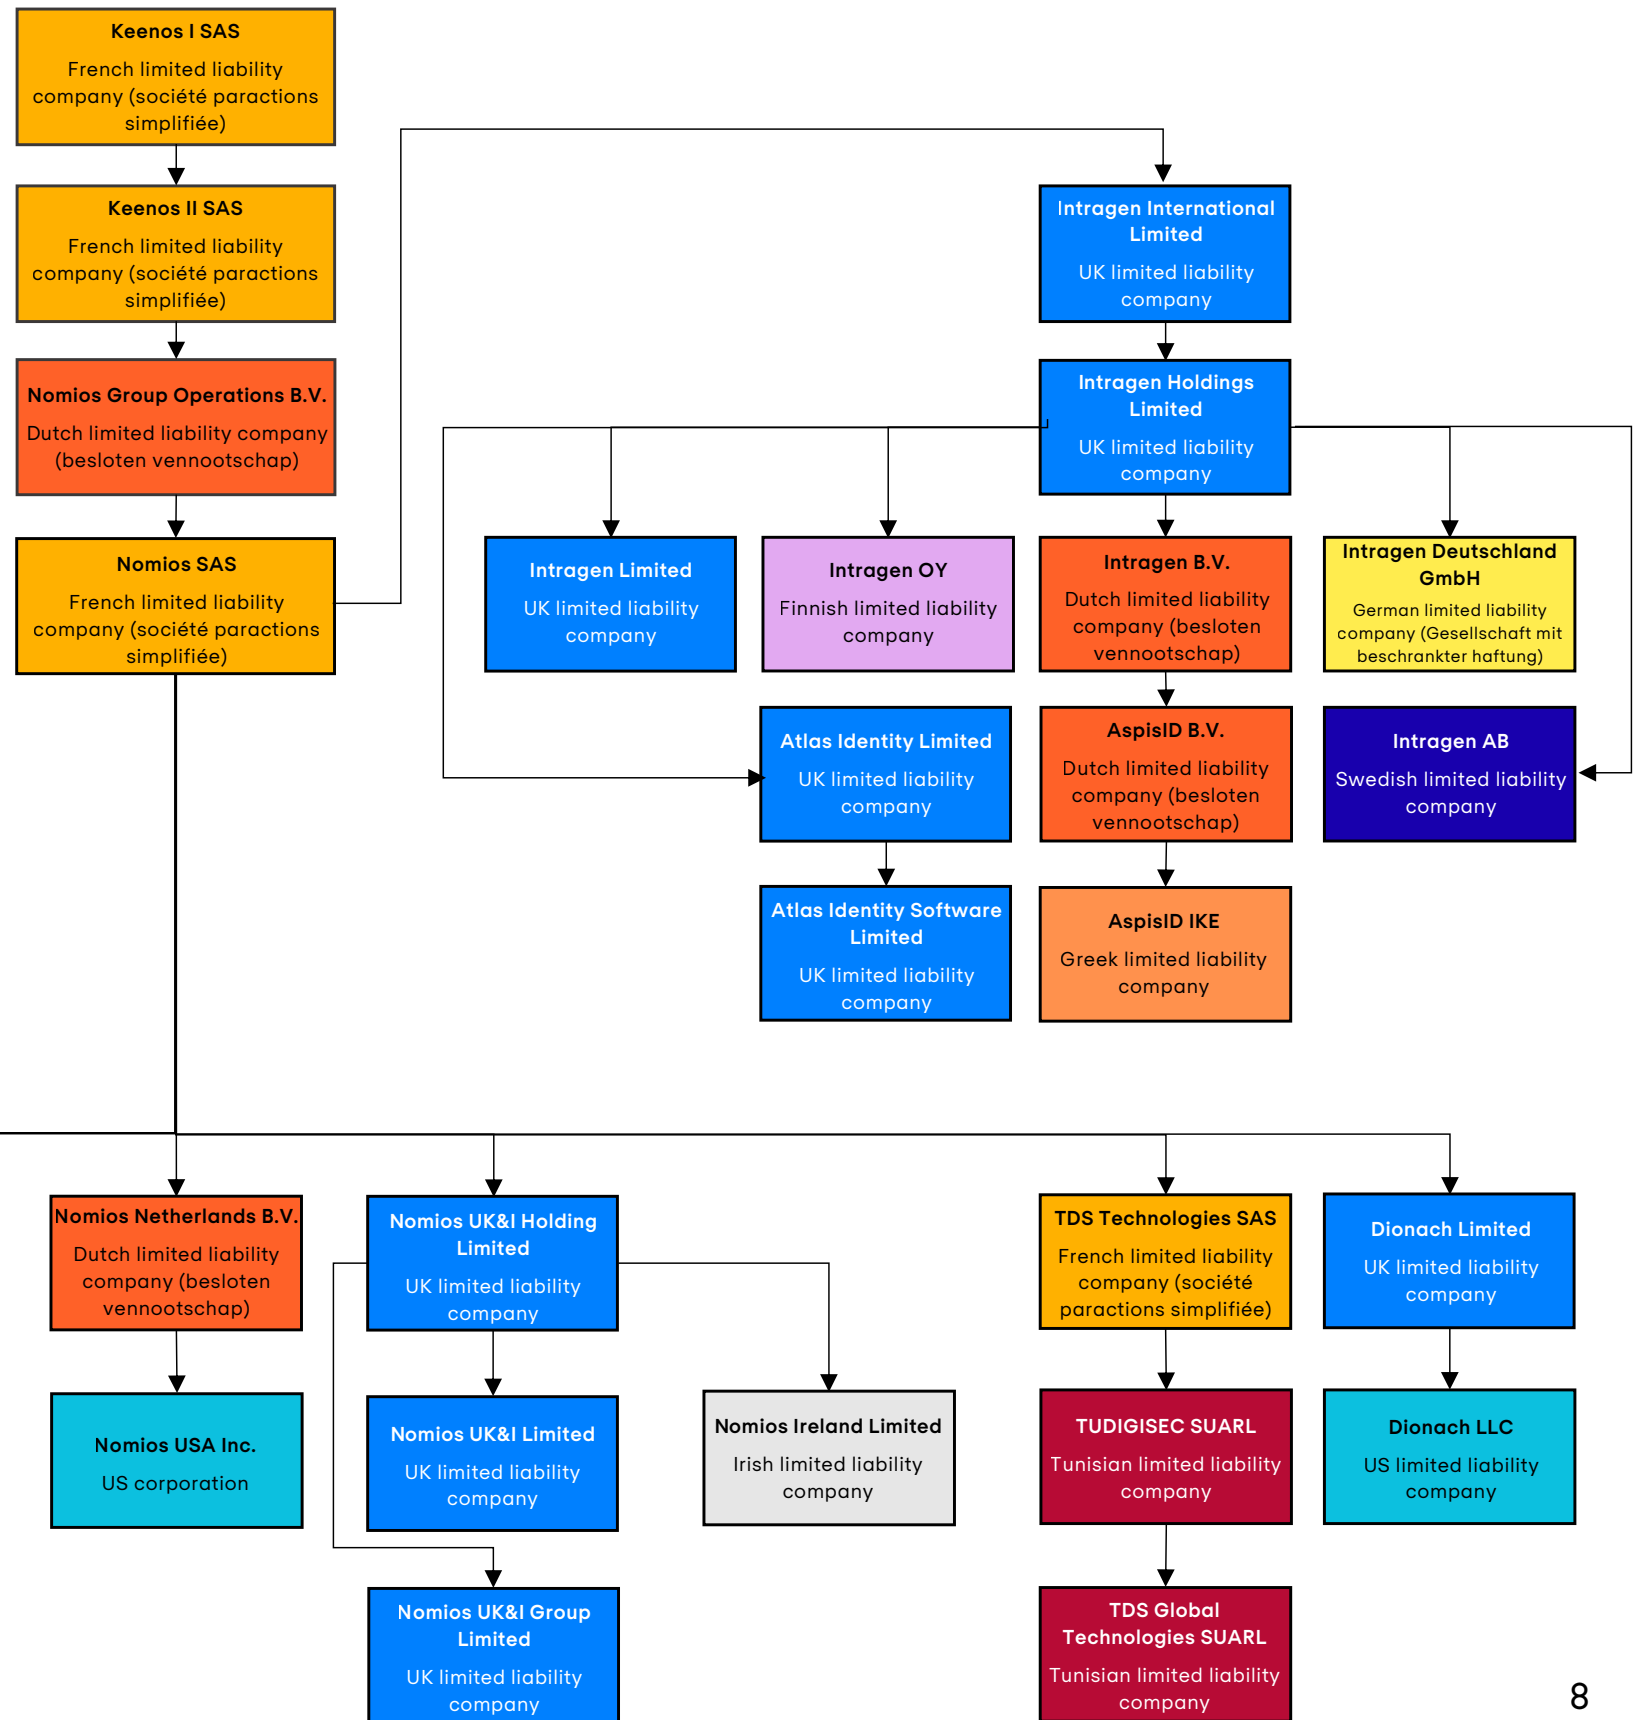 Keenos I SAS
French limited liability
company (société paractions
simplifiée)
Keenos II SAS
French limited liability
company (société paractions
simplifiée)
Nomios Group Operations B.V.
Dutch limited liability company
(besloten vennootschap)
Nomios SAS
French limited liability
company (société paractions
simplifiée)
Intragen International
Limited
UK limited liability
company
Intragen Holdings
Limited
UK limited liability
company
Intragen Limited
UK limited liability
company
Intragen OY
Finnish limited liability
company
Intragen B.V.
Dutch limited liability
company (besloten
vennootschap)
Intragen Deutschland
GmbH
German limited liability
company (Gesellschaft mit
beschrankter haftung)
Atlas Identity Limited
UK limited liability
company
AspisID B.V.
Dutch limited liability
company (besloten
vennootschap)
Intragen AB
Swedish limited liability
company
Atlas Identity Software
Limited
UK limited liability
company
AspisID IKE
Greek limited liability
company
Nomios Netherlands B.V.
Dutch limited liability
company (besloten
vennootschap)
Nomios UK&I Holding
Limited
UK limited liability
company
TDS Technologies SAS
French limited liability
company (société
paractions simplifiée)
Dionach Limited
UK limited liability
company
Nomios USA Inc.
US corporation
Nomios UK&I Limited
UK limited liability
company
Nomios Ireland Limited
Irish limited liability
company
TUDIGISEC SUARL
Tunisian limited liability
company
Dionach LLC
US limited liability
company
Nomios UK&I Group
Limited
UK limited liability
company
TDS Global
Technologies SUARL
Tunisian limited liability
company
8